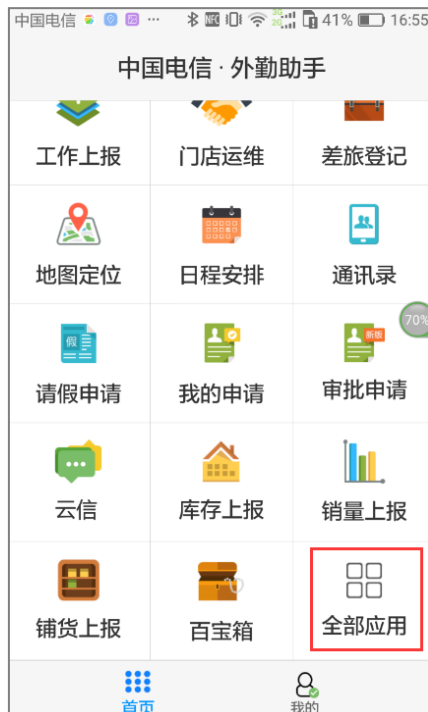 中国电信 ... NFC 3G 2G 41% 16:55
中国电信 · 外勤助手
工作上报 门店运维 差旅登记
地图定位 日程安排 通讯录
70%
假 新版
请假申请 我的申请 审批申请
云信 库存上报 销量上报
铺货上报 百宝箱 全部应用
首页 我的